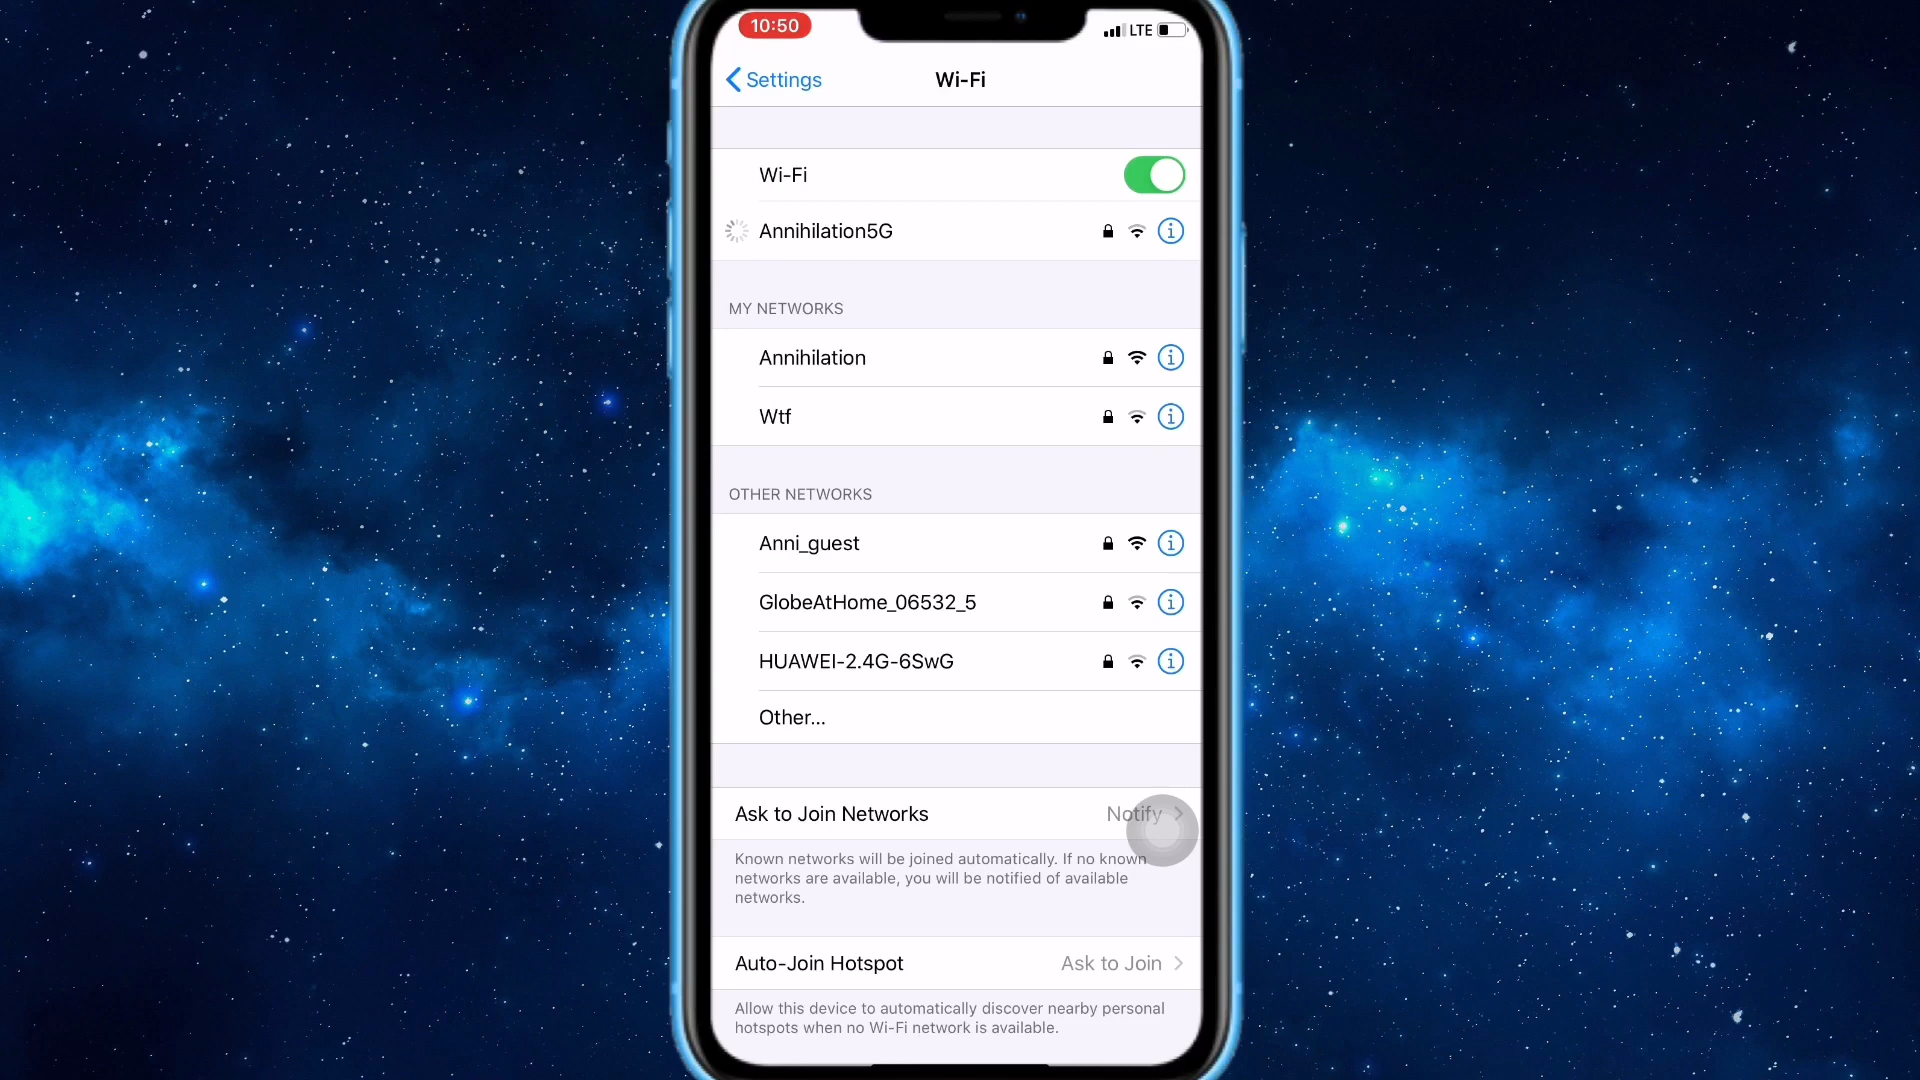 10:50
LTE
Settings
Wi-Fi
Wi-Fi
Annihilation5G
MY NETWORKS
Annihilation
Wtf
OTHER NETWORKS
Anni_guest
GlobeAtHome_06532_5
HUAWEI-2.4G-6SwG
Other...
Ask to Join Networks Notify
Known networks will be joined automatically. If no known
networks are available, you will be notified of available
networks.
Auto-Join Hotspot Ask to Join
Allow this device to automatically discover nearby personal
hotspots when no Wi-Fi network is available.